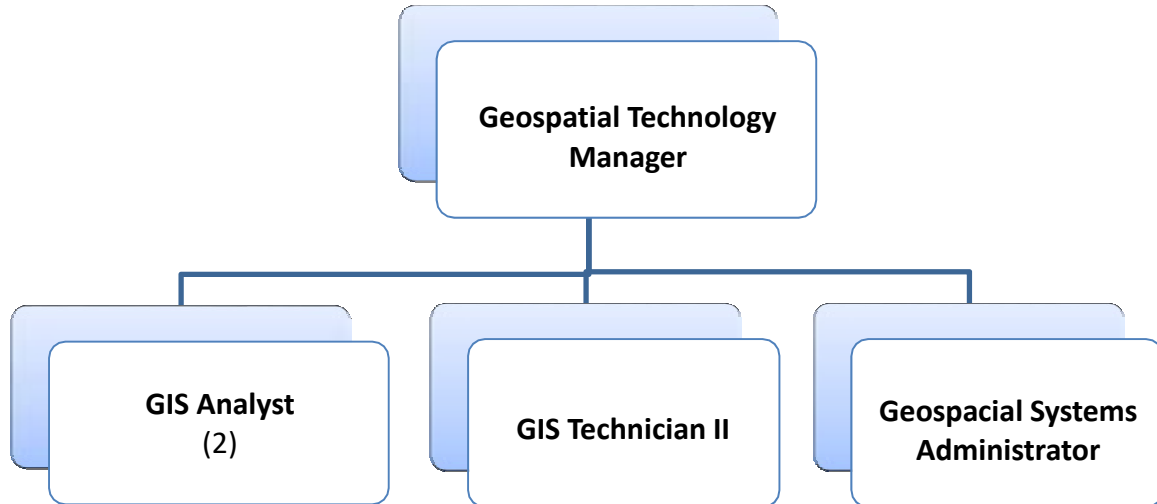 Geospatial Technology
Manager
GIS Analyst
(2)
GIS Technician II
Geospacial Systems
Administrator